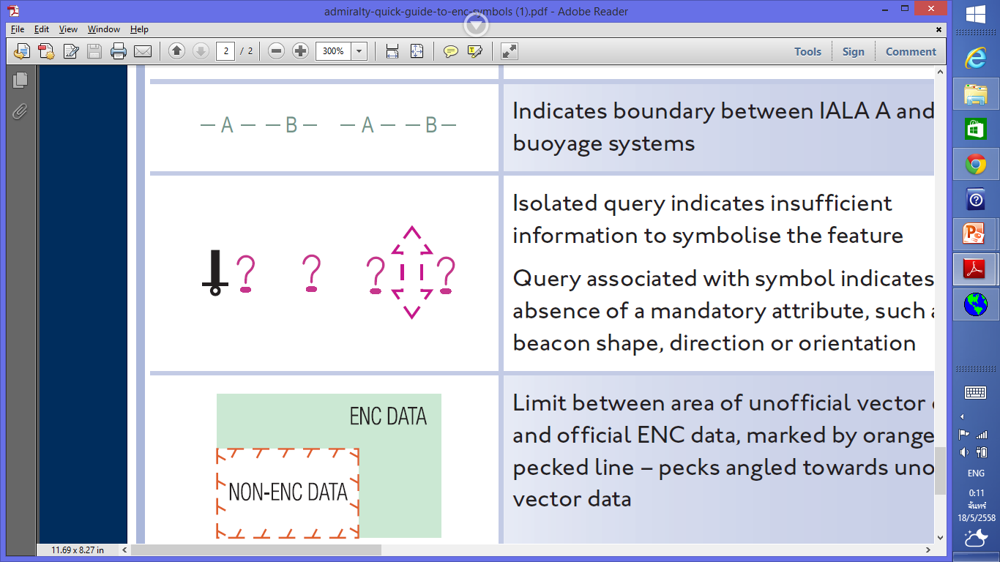 admiralty-quick-guide-to-enc-symbols (1).pdf - Adobe Reader
File Edit View Window Help
2 / 2
300%
Tools Sign Comment
A B A B
Indicates boundary between IALA A and
buoyage systems
? ? ? ?
Isolated query indicates insufficient
information to symbolise the feature
Query associated with symbol indicates
absence of a mandatory attribute, such
beacon shape, direction or orientation
ENC DATA
NON-ENC DATA
Limit between area of unofficial vector
and official ENC data, marked by orange
pecked line – pecks angled towards uno
vector data
11.69 x 8.27 in
ENG
0:11
จันทร์
18/5/2558